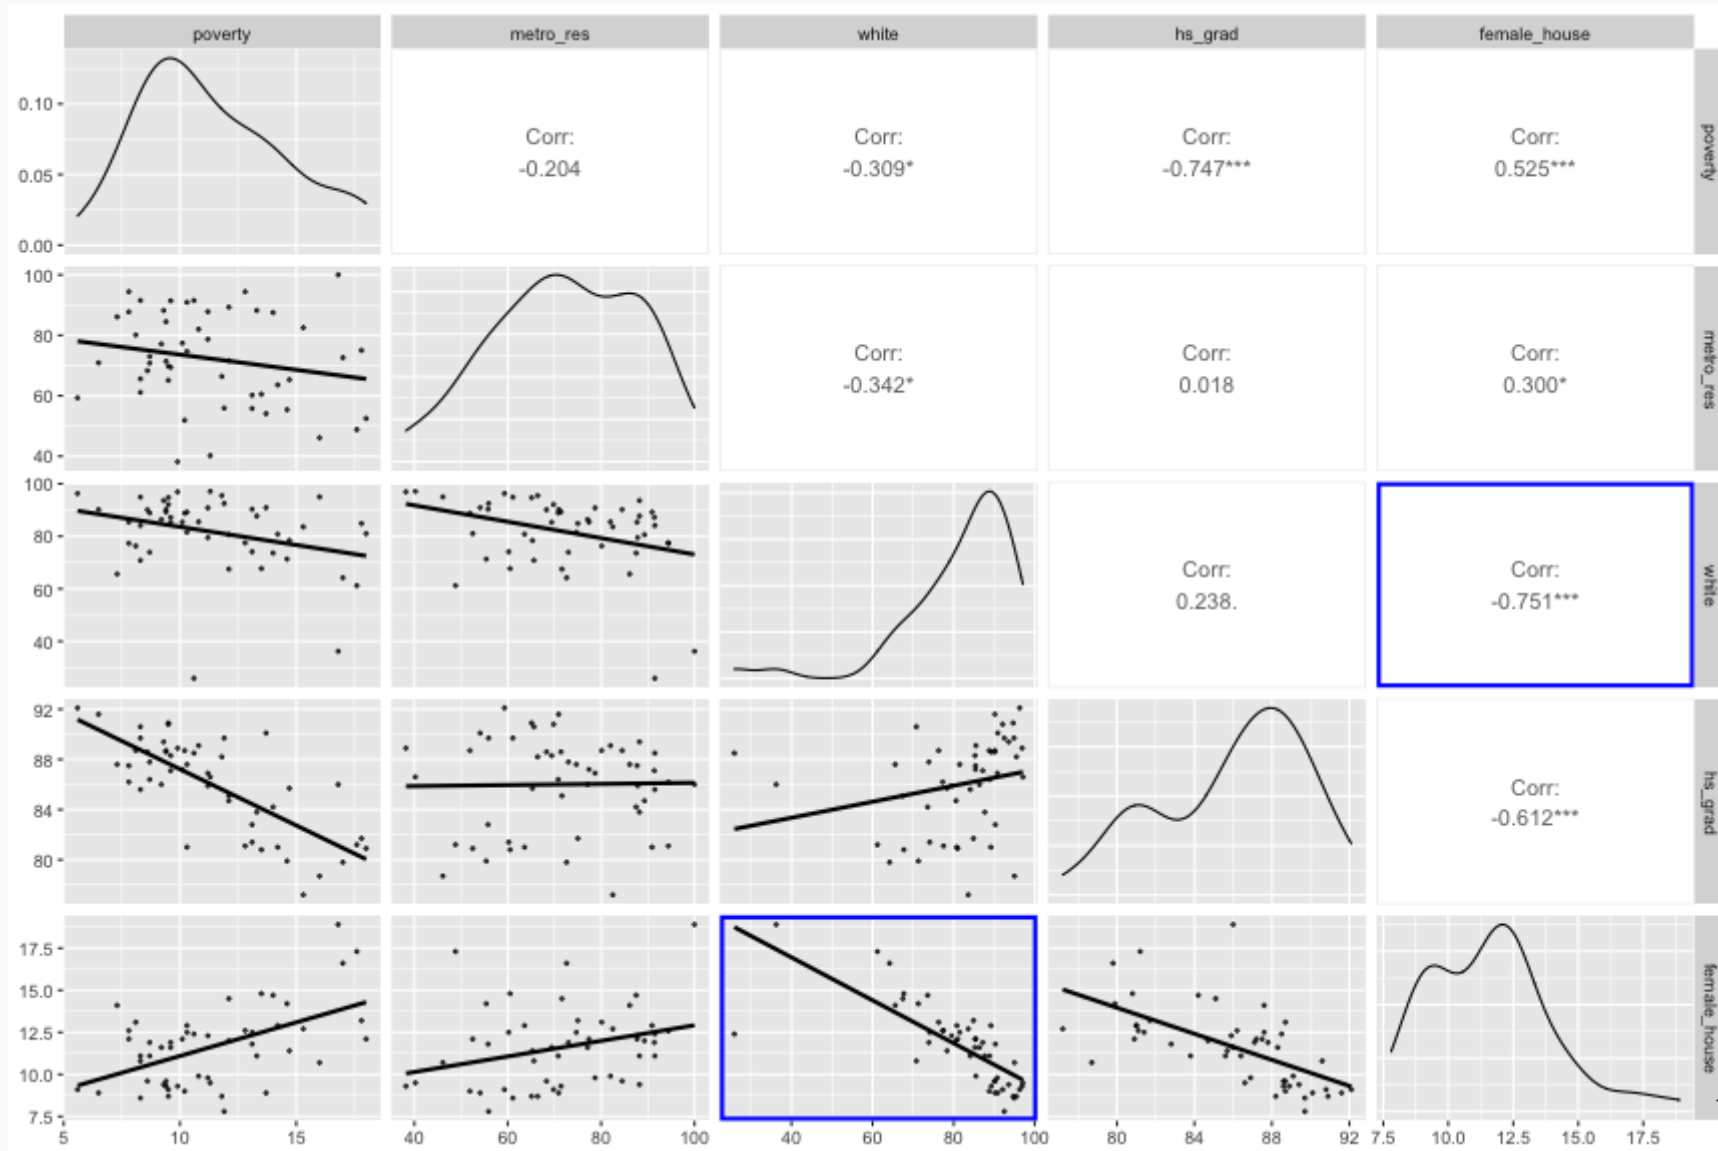 poverty metro_res white hs_grad female_house
0.10
0.05
0.00
Corr:
-0.204
Corr:
-0.309*
Corr:
-0.747***
Corr:
0.525***
poverty
100
80
60
40
Corr:
-0.342*
Corr:
0.018
Corr:
0.300*
metro_res
100
80
60
40
Corr:
0.238.
Corr:
-0.751***
white
92
88
84
80
Corr:
-0.612***
hs_grad
17.5
15.0
12.5
10.0
7.5
female_house
5 10 15 40 60 80 100 40 60 80 100 80 84 88 92 7.5 10.0 12.5 15.0 17.5